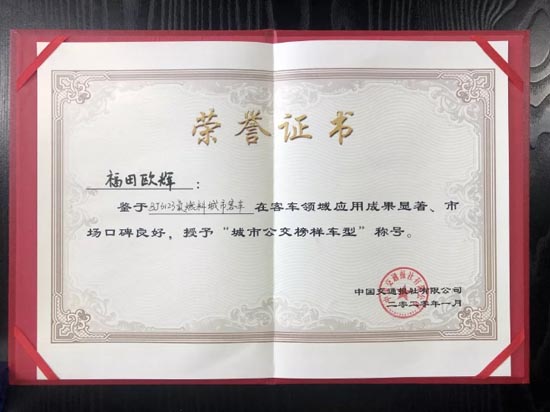 荣誉证书
福田欧辉：
鉴于BJ6123氢燃料城市客车在客车领域应用成果显著、市
场口碑良好，授予“城市公交榜样车型”称号。
中国交通报社有限公司
二〇二〇年一月